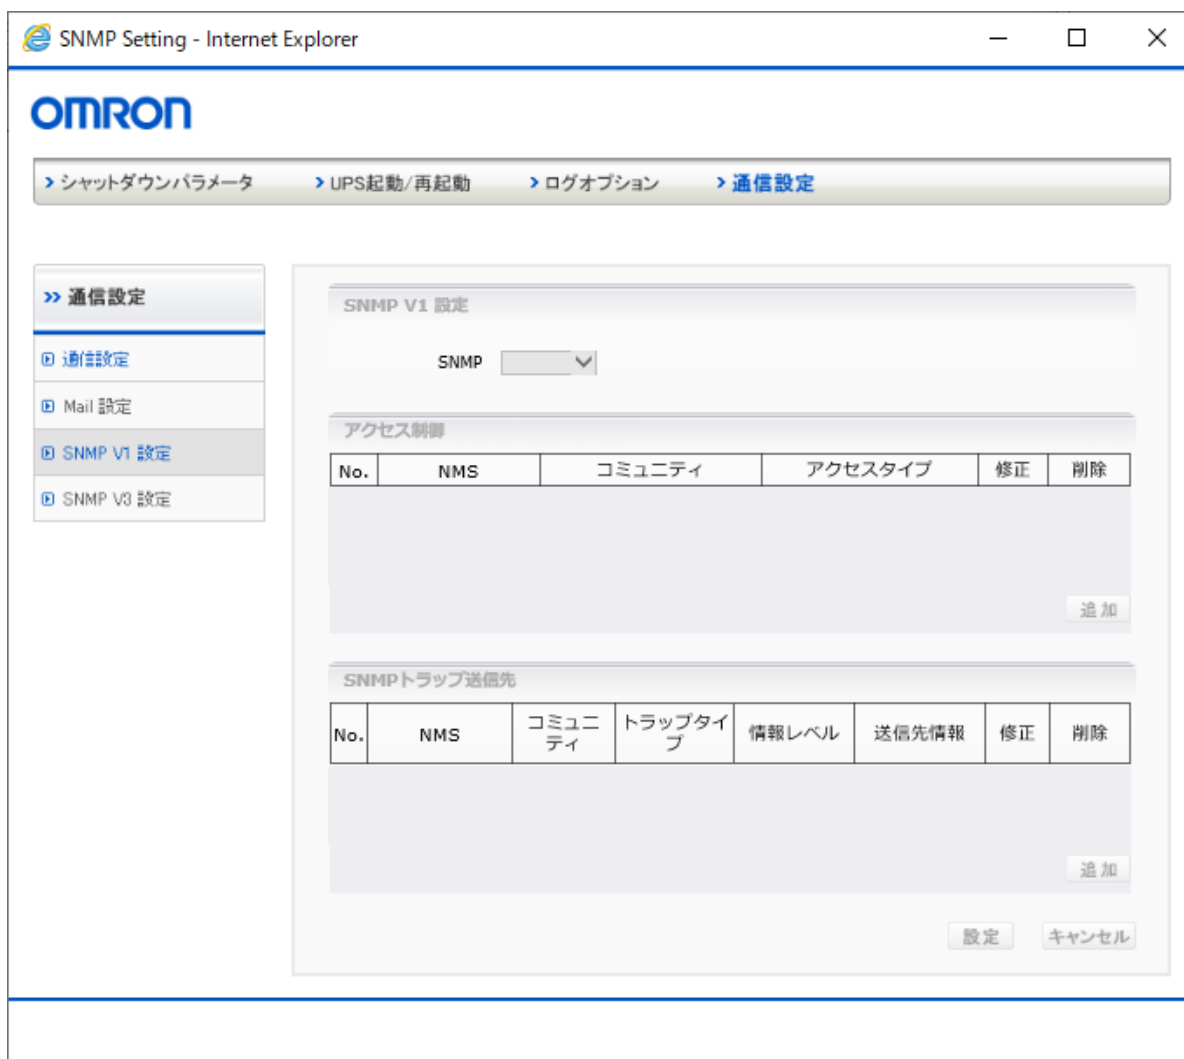 SNMP Setting - Internet Explorer
OMRON
シャットダウンパラメータ UPS起動/再起動 ログオプション 通信設定
通信設定
通信設定
Mail 設定
SNMP V1 設定
SNMP V3 設定
SNMP V1 設定
SNMP
アクセス制御
No. NMS コミュニティ アクセスタイプ 修正 削除
追加
SNMPトラップ送信先
No. NMS コミュニ
ティ トラップタイ
プ 情報レベル 送信先情報 修正 削除
追加
設定 キャンセル